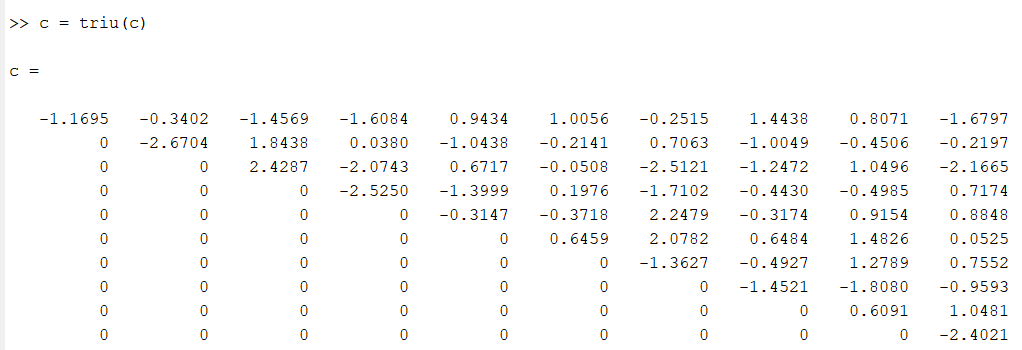 >> c = triu(c)
c =
-1.1695 -0.3402 -1.4569 -1.6084 0.9434 1.0056 -0.2515 1.4438 0.8071 -1.6797
0 -2.6704 1.8438 0.0380 -1.0438 -0.2141 0.7063 -1.0049 -0.4506 -0.2197
0 0 2.4287 -2.0743 0.6717 -0.0508 -2.5121 -1.2472 1.0496 -2.1665
0 0 0 -2.5250 -1.3999 0.1976 -1.7102 -0.4430 -0.4985 0.7174
0 0 0 0 -0.3147 -0.3718 2.2479 -0.3174 0.9154 0.8848
0 0 0 0 0 0.6459 2.0782 0.6484 1.4826 0.0525
0 0 0 0 0 0 -1.3627 -0.4927 1.2789 0.7552
0 0 0 0 0 0 0 -1.4521 -1.8080 -0.9593
0 0 0 0 0 0 0 0 0.6091 1.0481
0 0 0 0 0 0 0 0 0 -2.4021